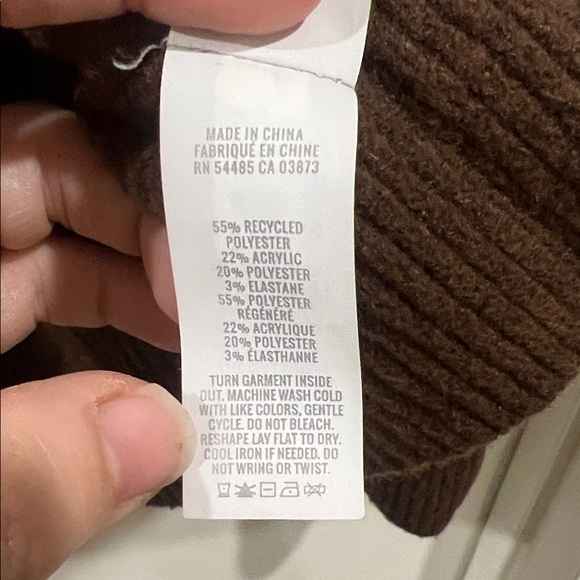 MADE IN CHINA
FABRIQUÉ EN CHINE
RN 54485 CA 03873
55% RECYCLED
POLYESTER
22% ACRYLIC
20% POLYESTER
3% ELASTANE
55% POLYESTER
RÉGÉNÉRÉ
22% ACRYLIQUE
20% POLYESTER
3% ÉLASTHANNE
TURN GARMENT INSIDE
OUT. MACHINE WASH COLD
WITH LIKE COLORS, GENTLE
CYCLE. DO NOT BLEACH.
RESHAPE LAY FLAT TO DRY.
COOL IRON IF NEEDED. DO
NOT WRING OR TWIST.